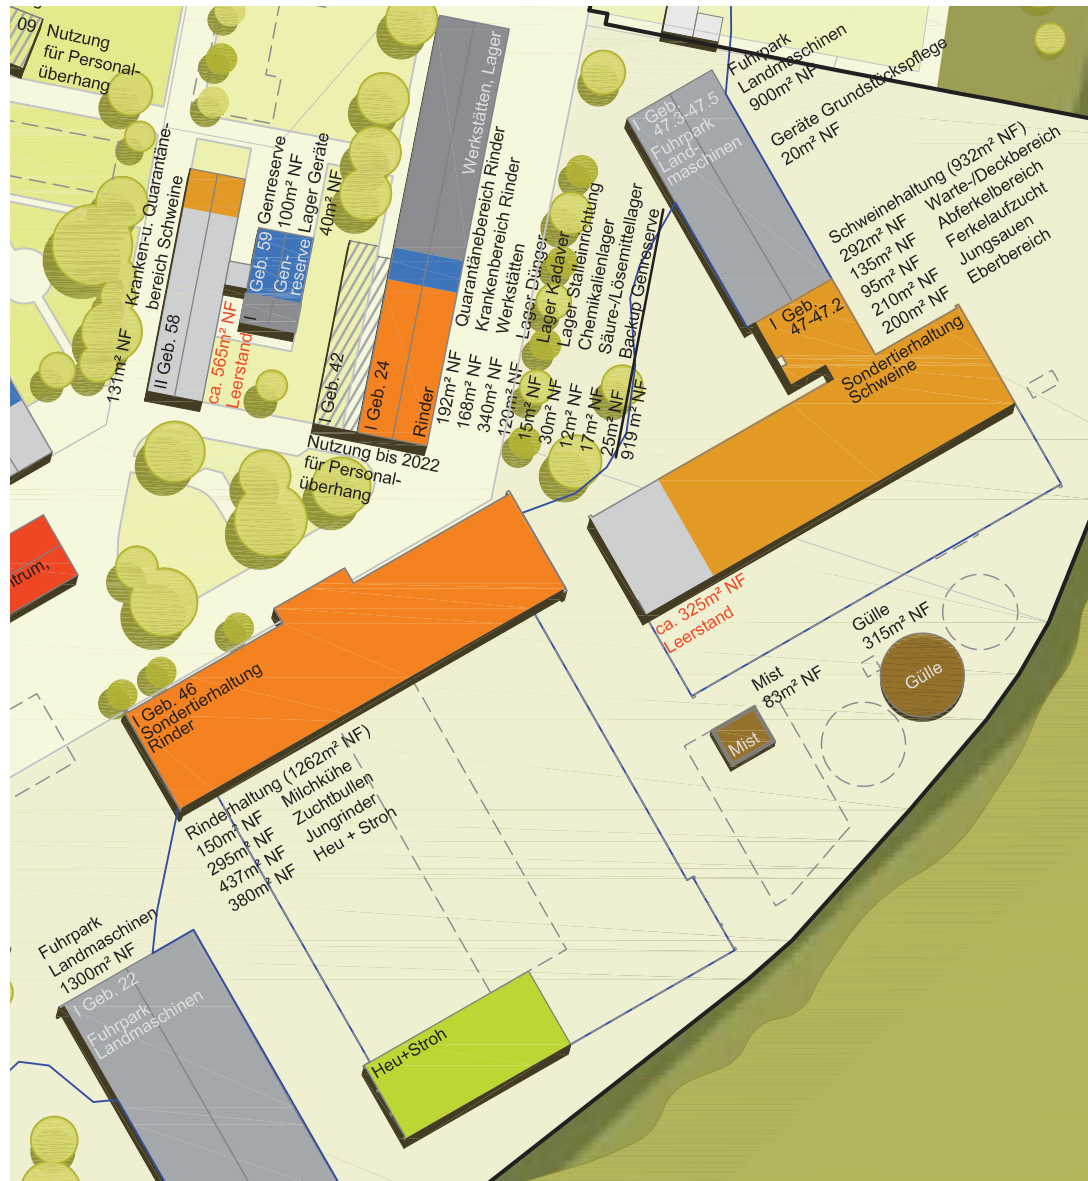 09
Nutzung
für Personal-
überhang
Kranken-u. Quarantäne-
bereich Schweine
131m² NF
II Geb. 58
ca. 565m² NF
Leerstand
Geb. 59
Gen-
reserve
I
Genreserve
100m² NF
Lager Geräte
40m² NF
I Geb. 42
Nutzung bis 2022
für Personal-
überhang
I Geb. 24
Rinder
Werkstätten, Lager
192m² NF Quarantänebereich Rinder
168m² NF Krankenbereich Rinder
340m² NF Werkstätten
120m² NF Lager Dünger
15m² NF Lager Kadaver
30m² NF Lager Stalleinrichtung
12m² NF Chemikalienlager
17m² NF Säure-/Lösemittellager
25m² NF Backup Genreserve
919 m² NF
Fuhrpark
Landmaschinen
900m² NF
Geräte Grundstückspflege
20m² NF
I Geb.
47.3-47.5
Fuhrpark
Land-
maschinen
Schweinehaltung (932m² NF)
292m² NF Warte-/Deckbereich
135m² NF Abferkelbereich
95m² NF Ferkelaufzucht
210m² NF Jungsauen
200m² NF Eberbereich
I Geb.
47-47.2
Sondertierhaltung
Schweine
ca. 325m² NF
Leerstand
Gülle
315m² NF
Gülle
Mist
83m² NF
Mist
ntrum,
I Geb. 46
Sondertierhaltung
Rinder
Rinderhaltung (1262m² NF)
150m² NF Milchkühe
295m² NF Zuchtbullen
437m² NF Jungrinder
380m² NF Heu + Stroh
Fuhrpark
Landmaschinen
1300m² NF
I Geb. 22
Fuhrpark
Landmaschinen
Heu+Stroh